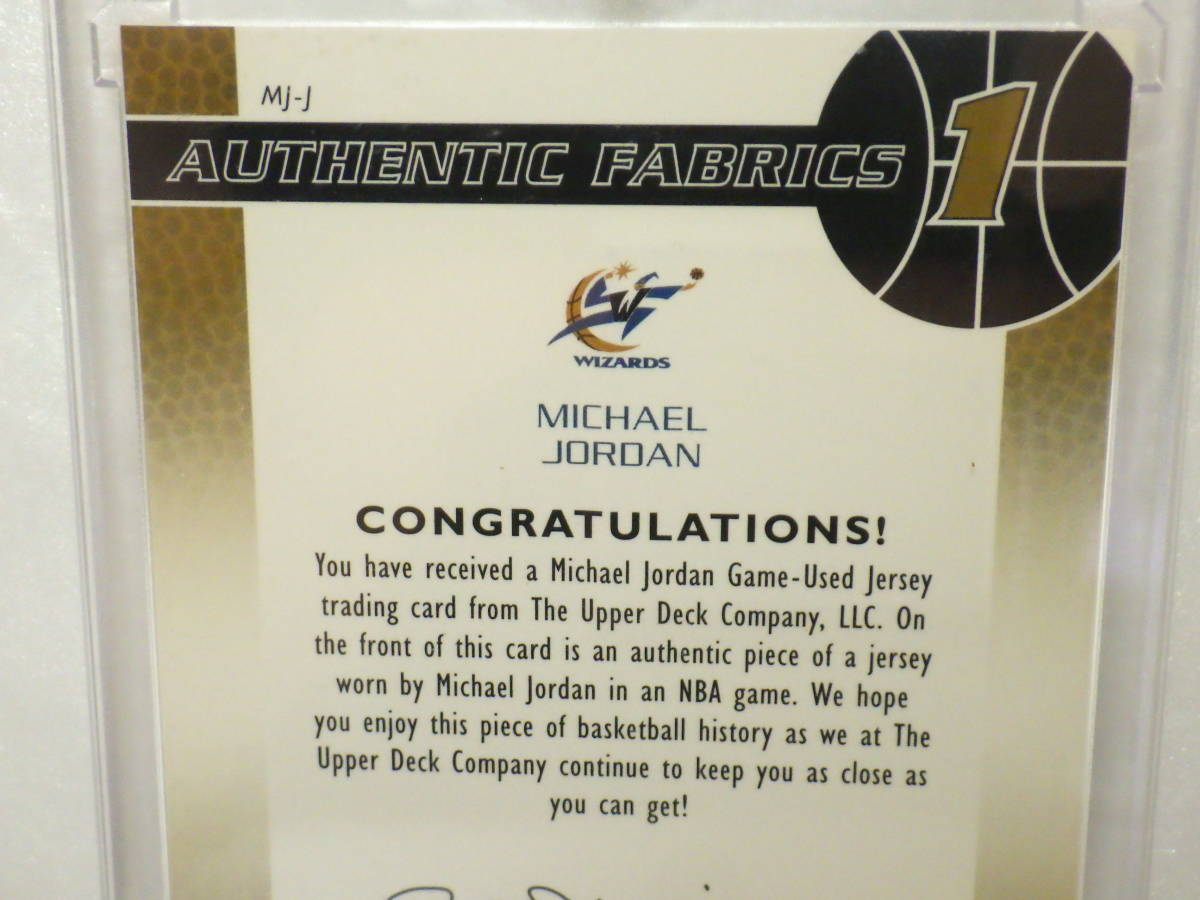 MJ-J
AUTHENTIC FABRICS 1
W
WIZARDS
MICHAEL
JORDAN
CONGRATULATIONS!
You have received a Michael Jordan Game-Used Jersey
trading card from The Upper Deck Company, LLC. On
the front of this card is an authentic piece of a jersey
worn by Michael Jordan in an NBA game. We hope
you enjoy this piece of basketball history as we at The
Upper Deck Company continue to keep you as close as
you can get!